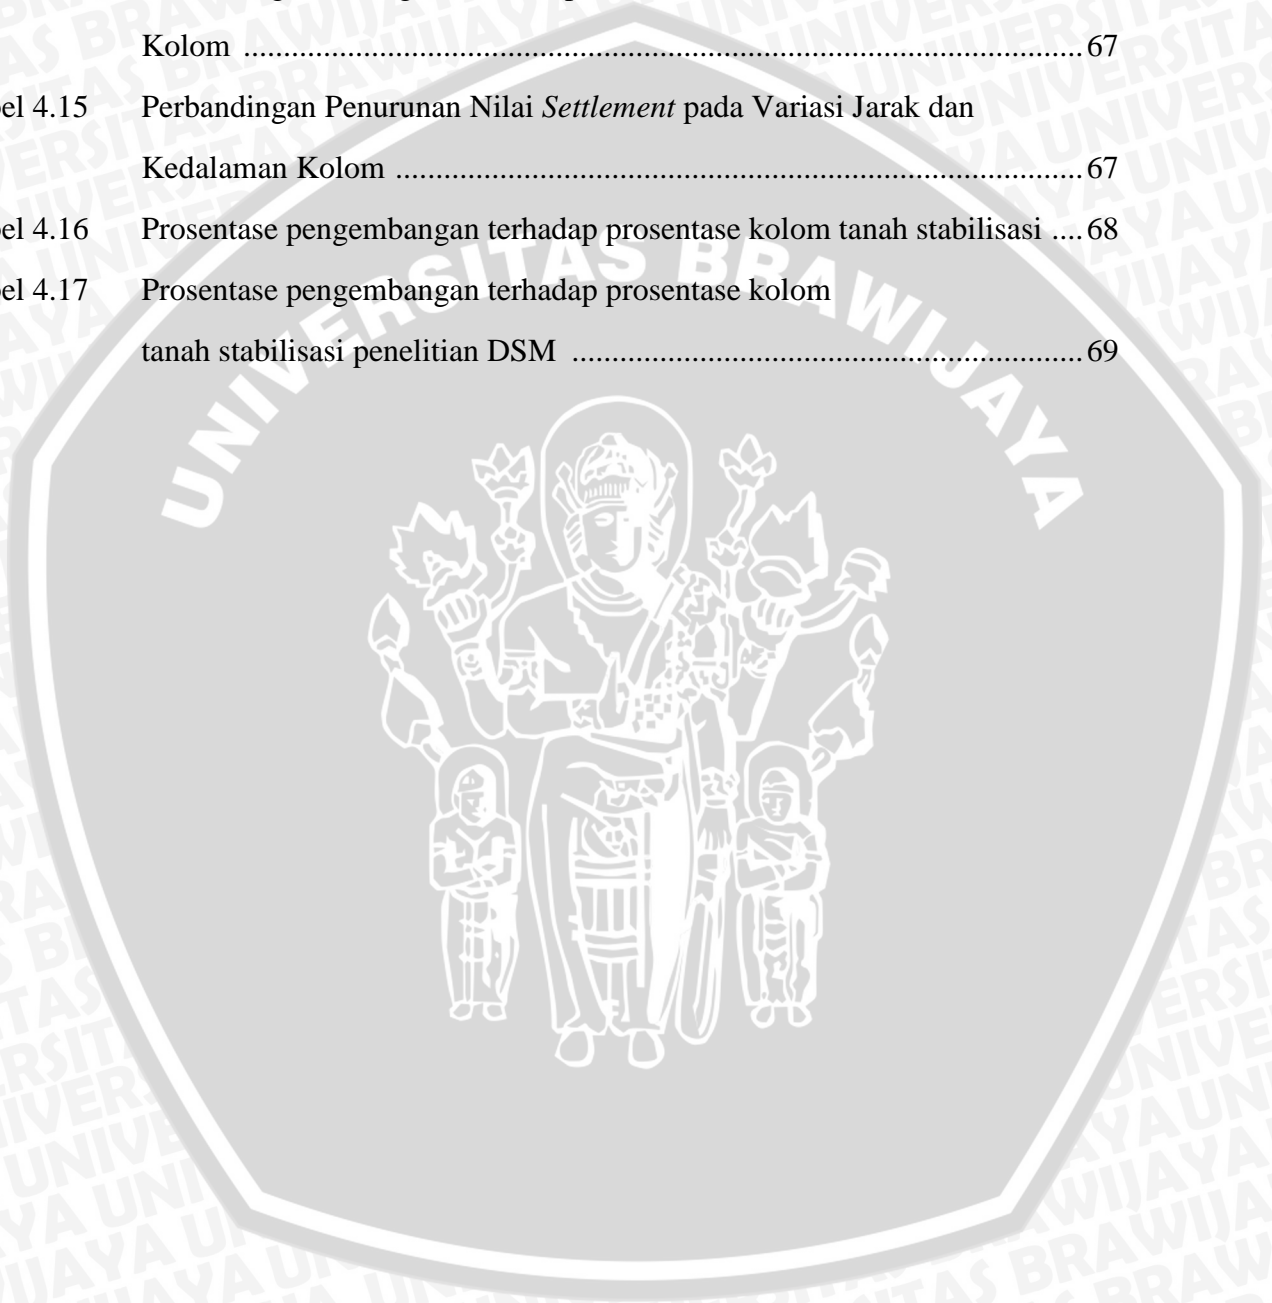 Kolom ........................................................................................................ 67
el 4.15 Perbandingan Penurunan Nilai Settlement pada Variasi Jarak dan
Kedalaman Kolom ..................................................................................... 67
el 4.16 Prosentase pengembangan terhadap prosentase kolom tanah stabilisasi .... 68
el 4.17 Prosentase pengembangan terhadap prosentase kolom
tanah stabilisasi penelitian DSM ............................................................... 69
UNIVERSITAS BRAWIJAYA